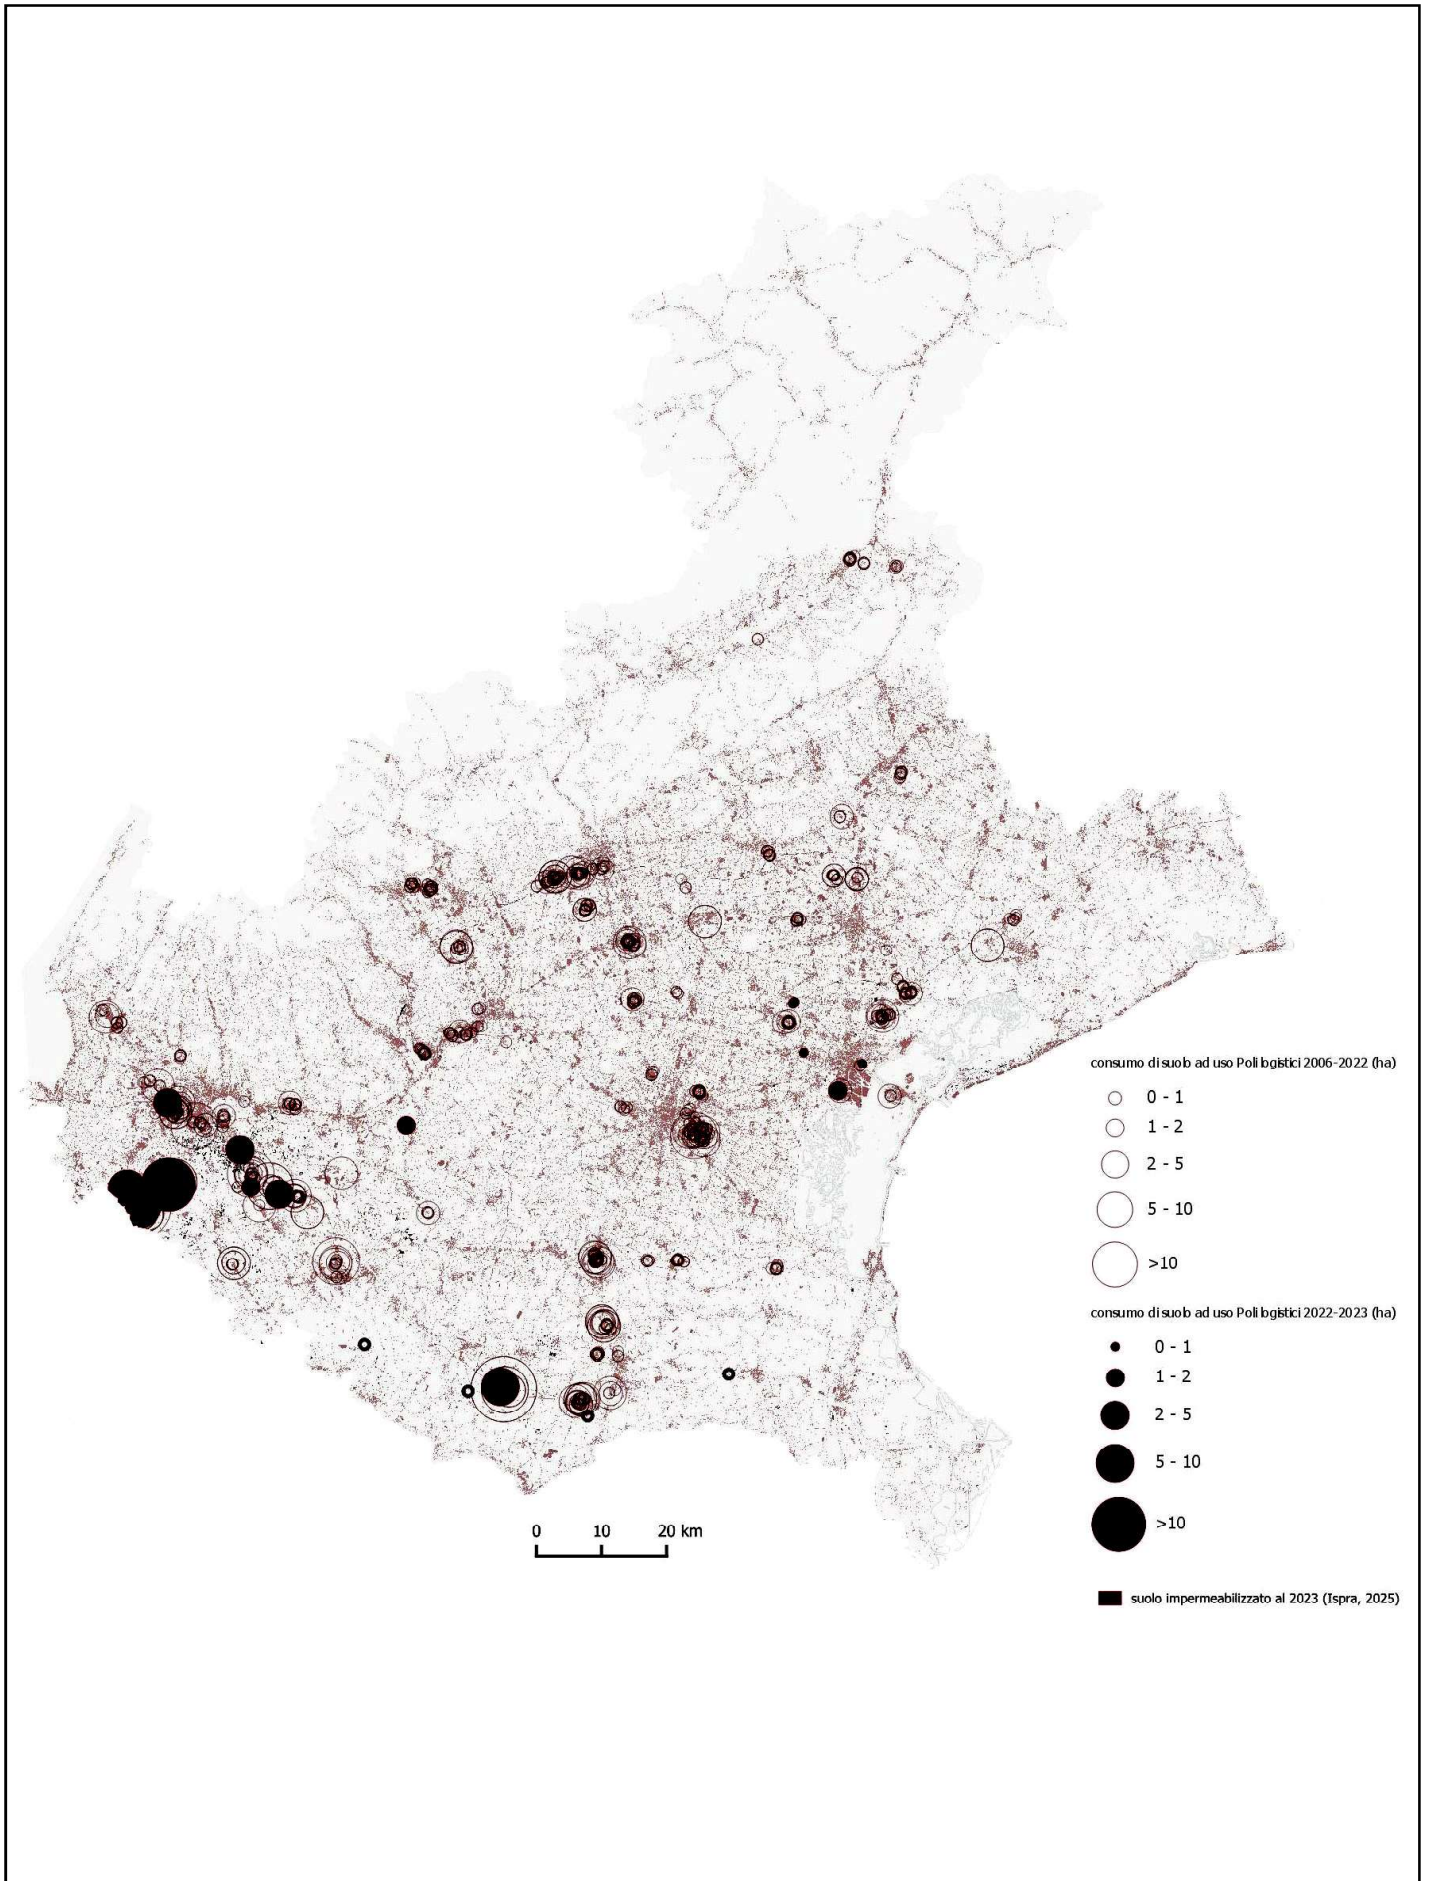 consumo di suolo ad uso Poli logistici 2006-2022 (ha)
0 - 1
1 - 2
2 - 5
5 - 10
>10
consumo di suolo ad uso Poli logistici 2022-2023 (ha)
0 - 1
1 - 2
2 - 5
5 - 10
>10
0 10 20 km
suolo impermeabilizzato al 2023 (Ispra, 2025)